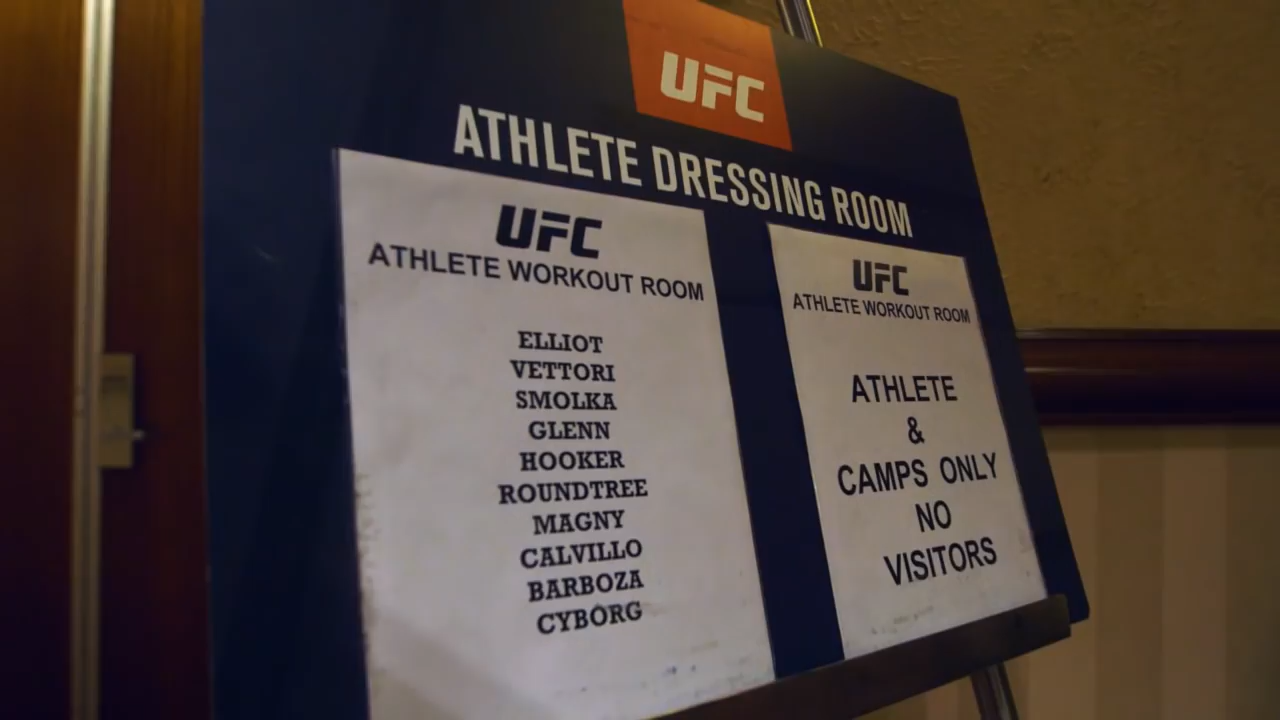 UFC
ATHLETE DRESSING ROOM
UFC
ATHLETE WORKOUT ROOM
ELLIOT
VETTORI
SMOLKA
GLENN
HOOKER
ROUNDTREE
MAGNY
CALVILLO
BARBOZA
CYBORG
UFC
ATHLETE WORKOUT ROOM
ATHLETE
&
CAMPS ONLY
NO
VISITORS